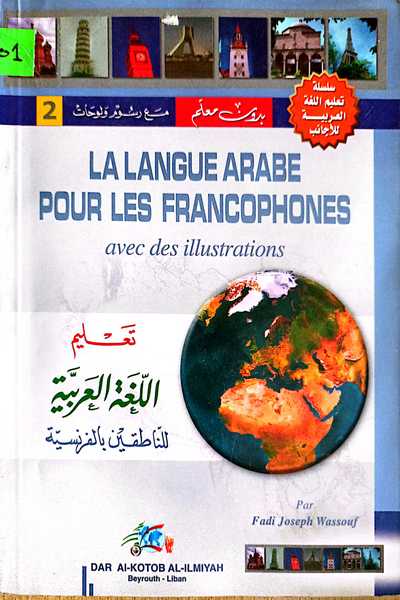 01
سلسلة
تعليم اللغة
العربية
للأجانب
2 مع رسوم ولوحات بدون معلم
LA LANGUE ARABE
POUR LES FRANCOPHONES
avec des illustrations
تعليم
اللغة العربية
للناطقين بالفرنسية
Par
Fadi Joseph Wassouf
DAR Al-KOTOB AL-ILMIYAH
Beyrouth - Liban